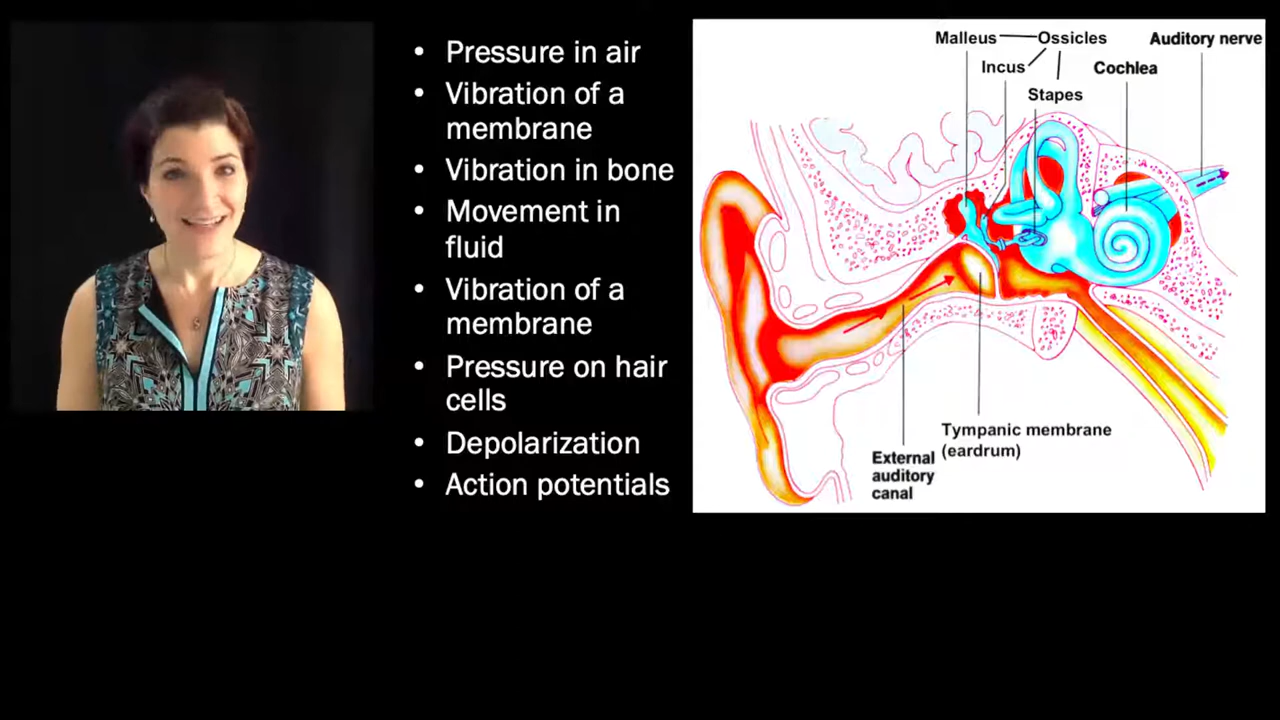 • Pressure in air
• Vibration of a
membrane
• Vibration in bone
• Movement in
fluid
• Vibration of a
membrane
• Pressure on hair
cells
• Depolarization
• Action potentials
Malleus
Ossicles
Auditory nerve
Incus
Cochlea
Stapes
Tympanic membrane
(eardrum)
External
auditory
canal